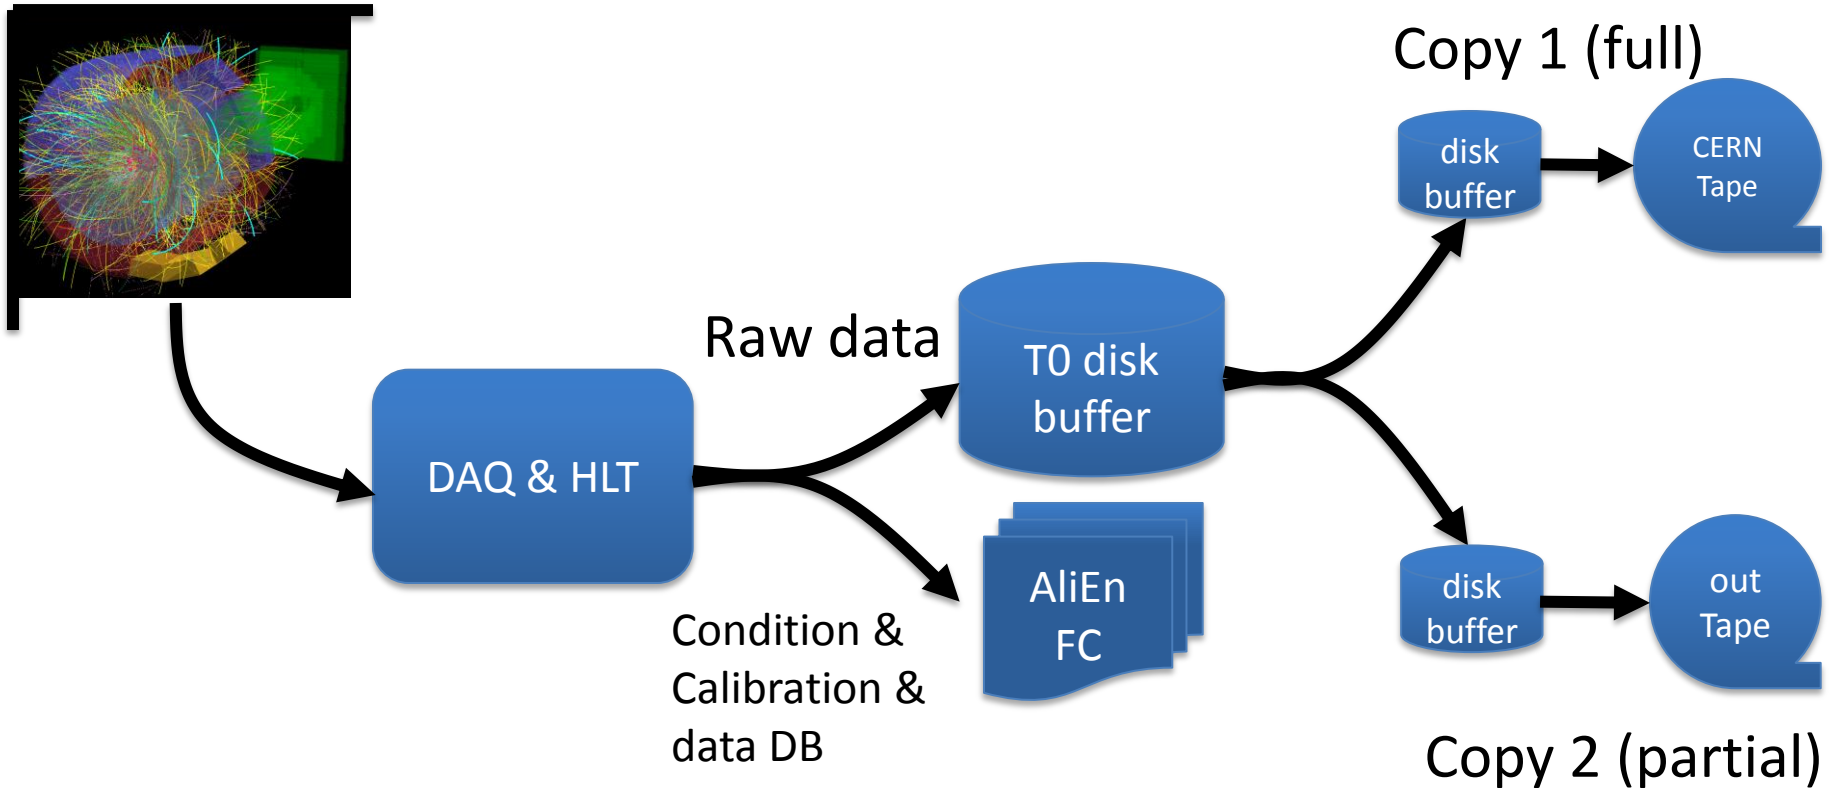 Copy 1 (full)
disk
buffer
CERN
Tape
Raw data
T0 disk
buffer
DAQ & HLT
AliEn
FC
Condition &
Calibration &
data DB
disk
buffer
out
Tape
Copy 2 (partial)